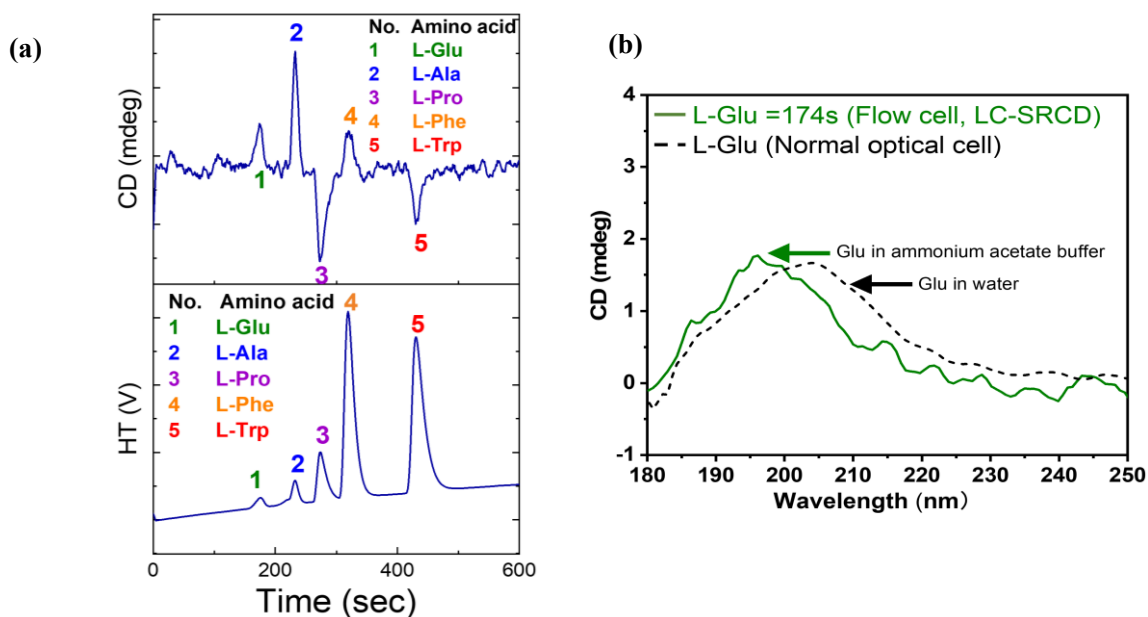 (a)
CD (mdeg)
No. Amino acid
1 L-Glu
2 L-Ala
3 L-Pro
4 L-Phe
5 L-Trp
2
4
1
5
3
HT (V)
No. Amino acid
1 L-Glu
2 L-Ala
3 L-Pro
4 L-Phe
5 L-Trp
4
5
3
2
1
0 200 400 600
Time (sec)
(b)
CD (mdeg)
4
3
2
1
0
-1
L-Glu =174s (Flow cell, LC-SRCD)
L-Glu (Normal optical cell)
Glu in ammonium acetate buffer
Glu in water
180 190 200 210 220 230 240 250
Wavelength (nm)